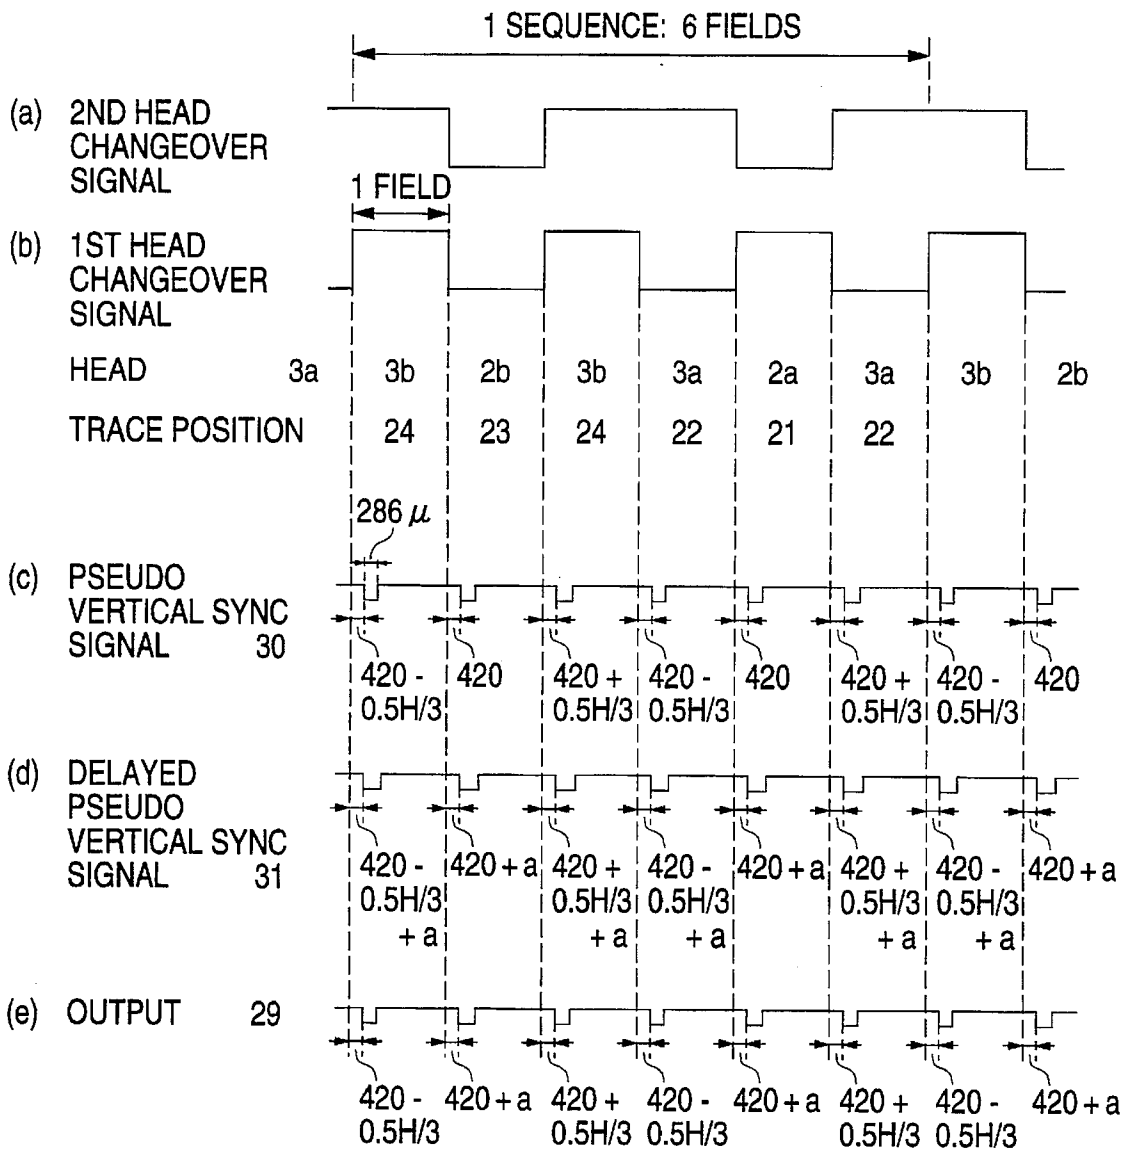 1 SEQUENCE: 6 FIELDS
(a) 2ND HEAD
CHANGEOVER
SIGNAL
1 FIELD
(b) 1ST HEAD
CHANGEOVER
SIGNAL
HEAD 3a 3b 2b 3b 3a 2a 3a 3b 2b
TRACE POSITION 24 23 24 22 21 22
286 μ
(c) PSEUDO
VERTICAL SYNC
SIGNAL 30
420 - 420 420 + 420 - 420 420 + 420 - 420
0.5H/3 0.5H/3 0.5H/3 0.5H/3 0.5H/3
(d) DELAYED
PSEUDO
VERTICAL SYNC
SIGNAL 31
420 - 420 + a 420 + 420 - 420 + a 420 + 420 - 420 + a
0.5H/3 0.5H/3 0.5H/3 0.5H/3 0.5H/3
+ a + a + a + a + a
(e) OUTPUT 29
420 - 420 + a 420 + 420 - 420 + a 420 + 420 - 420 + a
0.5H/3 0.5H/3 0.5H/3 0.5H/3 0.5H/3